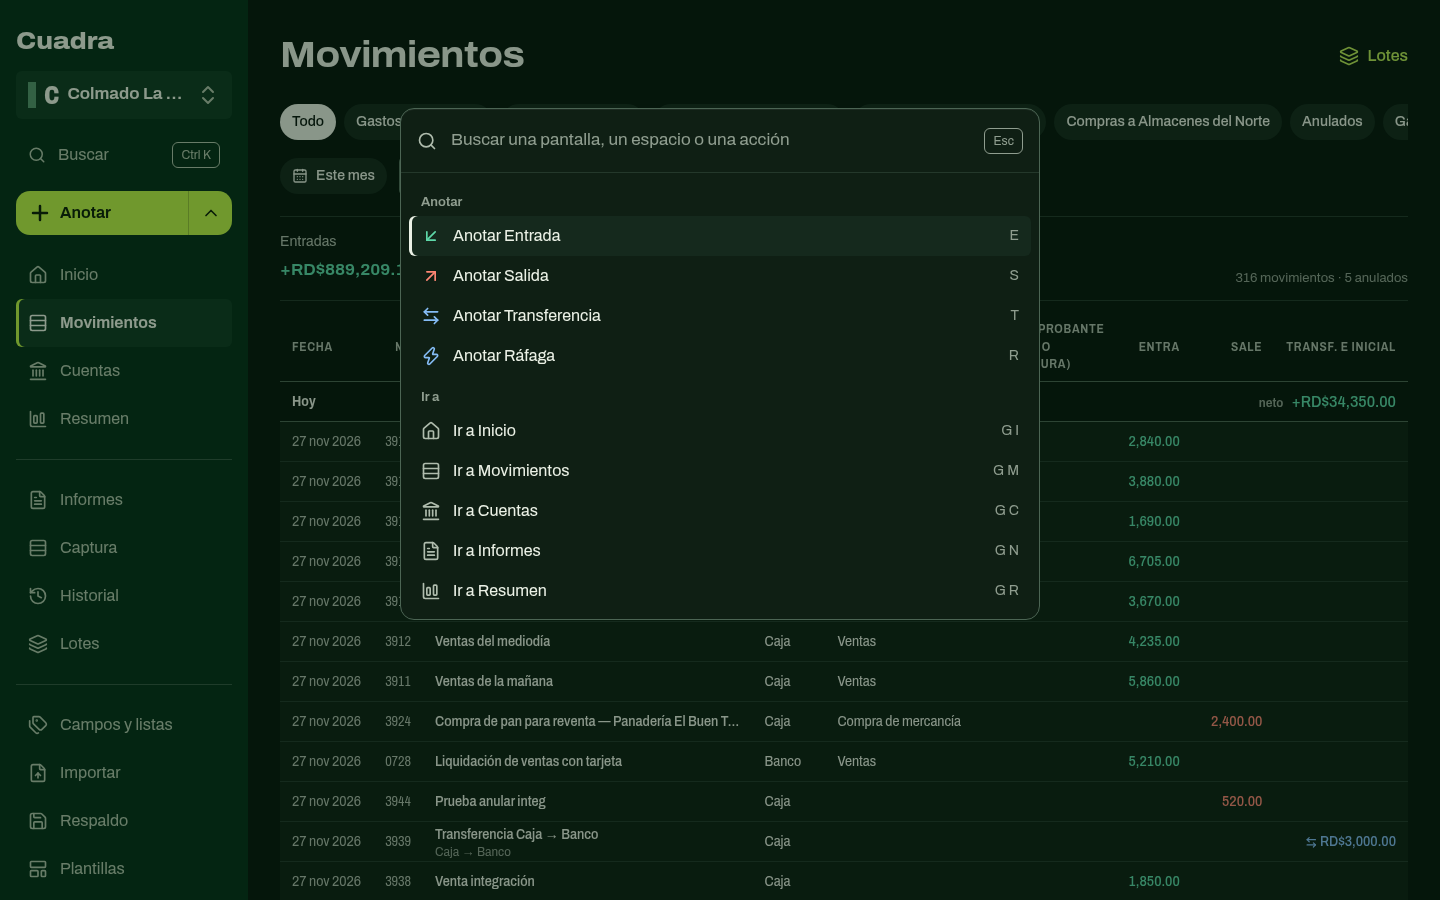 Cuadra
C Colmado La ...
Buscar Ctrl K
Anotar
Inicio
Movimientos
Cuentas
Resumen
Informes
Captura
Historial
Lotes
Campos y listas
Importar
Respaldo
Plantillas
Movimientos
Lotes
Todo Gastos Compras a Almacenes del Norte Anulados
Este mes
Entradas
+RD$889,209.
316 movimientos · 5 anulados
FECHA ENTRA SALE TRANSF. E INICIAL
Hoy neto +RD$34,350.00
27 nov 2026 2,840.00
27 nov 2026 3,880.00
27 nov 2026 1,690.00
27 nov 2026 6,705.00
27 nov 2026 3,670.00
27 nov 2026 3912 Ventas del mediodía Caja Ventas 4,235.00
27 nov 2026 3911 Ventas de la mañana Caja Ventas 5,860.00
27 nov 2026 3924 Compra de pan para reventa — Panadería El Buen T... Caja Compra de mercancía 2,400.00
27 nov 2026 0728 Liquidación de ventas con tarjeta Banco Ventas 5,210.00
27 nov 2026 3944 Prueba anular integ Caja 520.00
27 nov 2026 3939 Transferencia Caja → Banco Caja RD$3,000.00
Caja → Banco
27 nov 2026 3938 Venta integración Caja 1,850.00
Buscar una pantalla, un espacio o una acción Esc
Anotar
Anotar Entrada E
Anotar Salida S
Anotar Transferencia T
Anotar Ráfaga R
Ir a
Ir a Inicio G I
Ir a Movimientos G M
Ir a Cuentas G C
Ir a Informes G N
Ir a Resumen G R